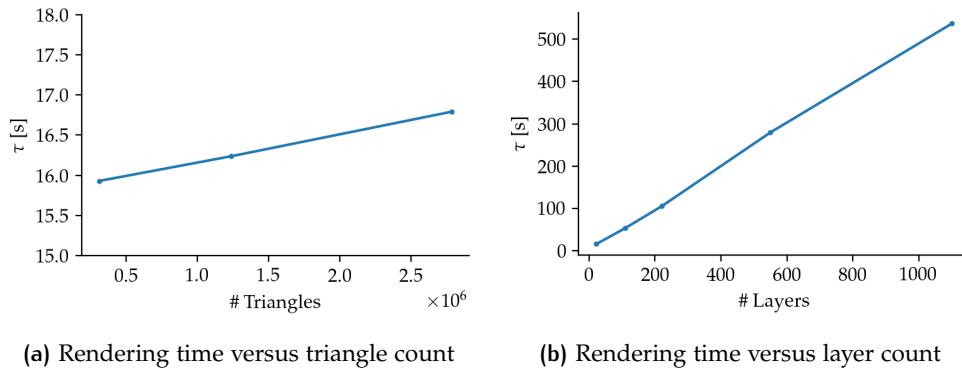 18.0
17.5
17.0
16.5
16.0
15.5
15.0
τ [s]
0.5 1.0 1.5 2.0 2.5
# Triangles ×10⁶
(a) Rendering time versus triangle count
500
400
300
200
100
0
τ [s]
0 200 400 600 800 1000
# Layers
(b) Rendering time versus layer count